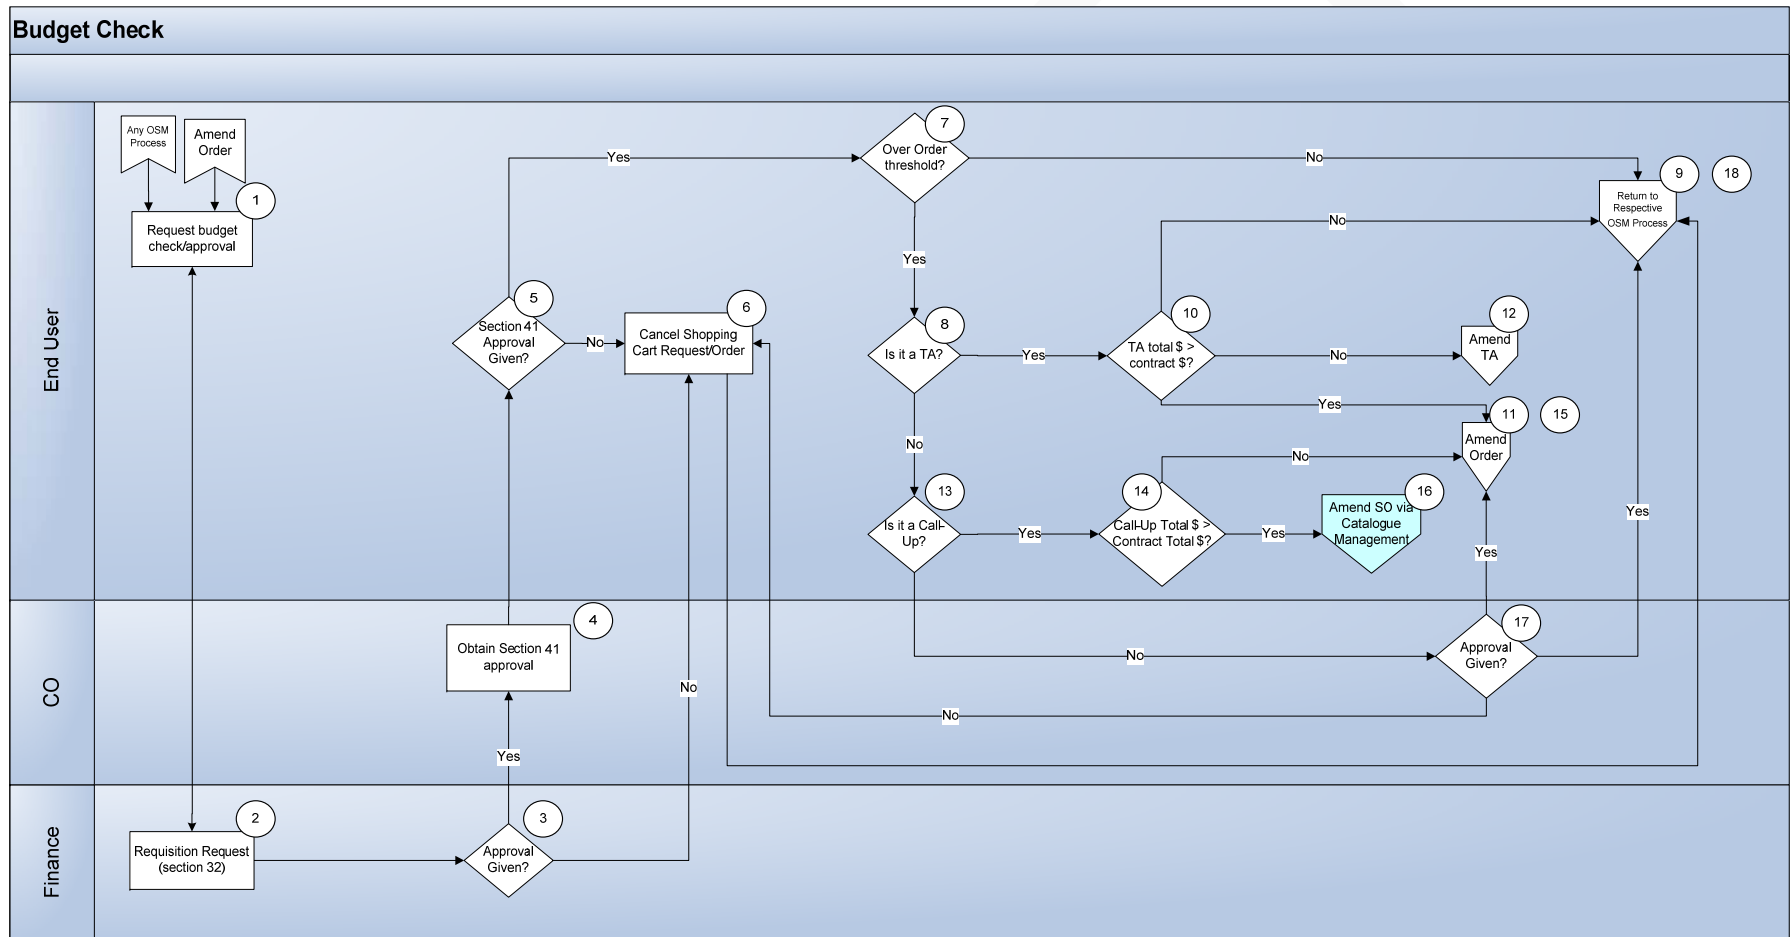 Budget Check
Any OSM
Process
Amend
Order
1
Request budget
check/approval
Yes
7
Over Order
threshold?
No
9
18
Return to
Respective
OSM Process
No
Yes
End User
5
Section 41
Approval
Given?
No
6
Cancel Shopping
Cart Request/Order
8
Is it a TA?
Yes
10
TA total $ >
contract $?
No
12
Amend
TA
Yes
11
15
Amend
Order
No
No
13
Is it a Call-
Up?
Yes
14
Call-Up Total $ >
Contract Total $?
Yes
16
Amend SO via
Catalogue
Management
Yes
Yes
CO
4
Obtain Section 41
approval
No
17
Approval
Given?
No
No
Yes
Finance
2
Requisition Request
(section 32)
3
Approval
Given?